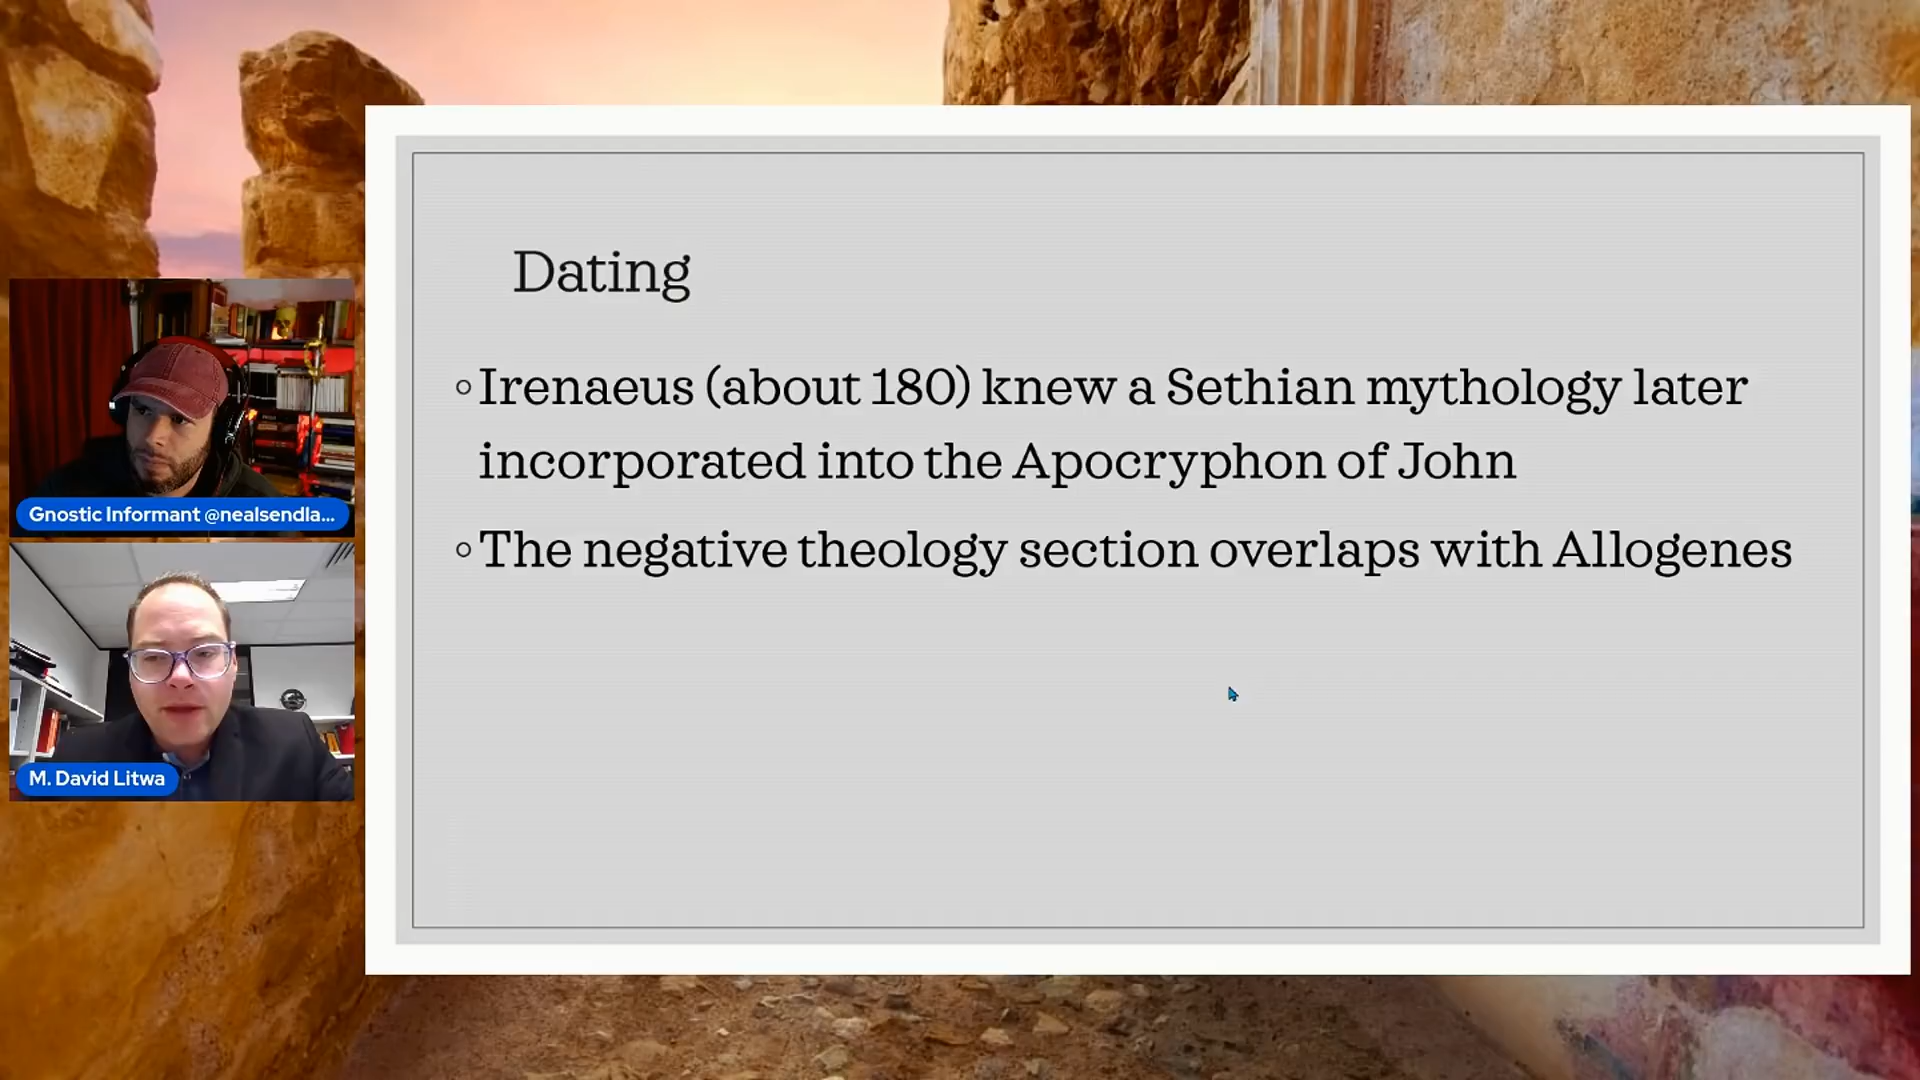 Dating
◦Irenaeus (about 180) knew a Sethian mythology later
incorporated into the Apocryphon of John
◦The negative theology section overlaps with Allogenes
Gnostic Informant @nealsendla...
M. David Litwa